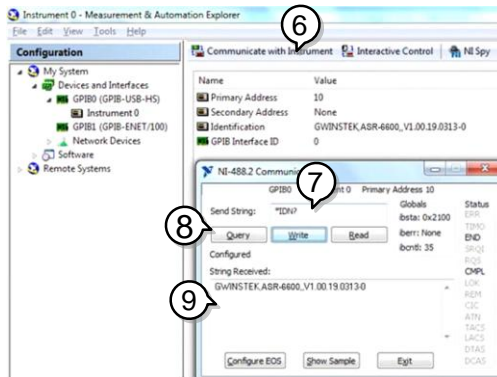 Instrument 0 - Measurement & Automation Explorer
File Edit View Tools Help
6
Configuration
Communicate with Instrument Interactive Control NI Spy
My System
Devices and Interfaces
GPIB0 (GPIB-USB-HS)
Instrument 0
GPIB1 (GPIB-ENET/100)
Network Devices
Software
Remote Systems
Name Value
Primary Address 10
Secondary Address None
Identification GWINSTEK,ASR-6600,,V1.00.19.0313-0
GPIB Interface ID 0
NI-488.2
7
GPIB0 0 Primary Address 10
Send String: *IDN?
8
Query Write Read
Configured
String Received:
9
GWINSTEK,ASR-6600,,V1.00.19.0313-0
Configure EOS Show Sample Exit
Globals
ibsta: 0x2100
iberr: None
ibcntl: 35
Status
ERR
TIMO
END
SRQI
RQS
CMPL
LOK
REM
CIC
ATN
TACS
LACS
DTAS
DCAS